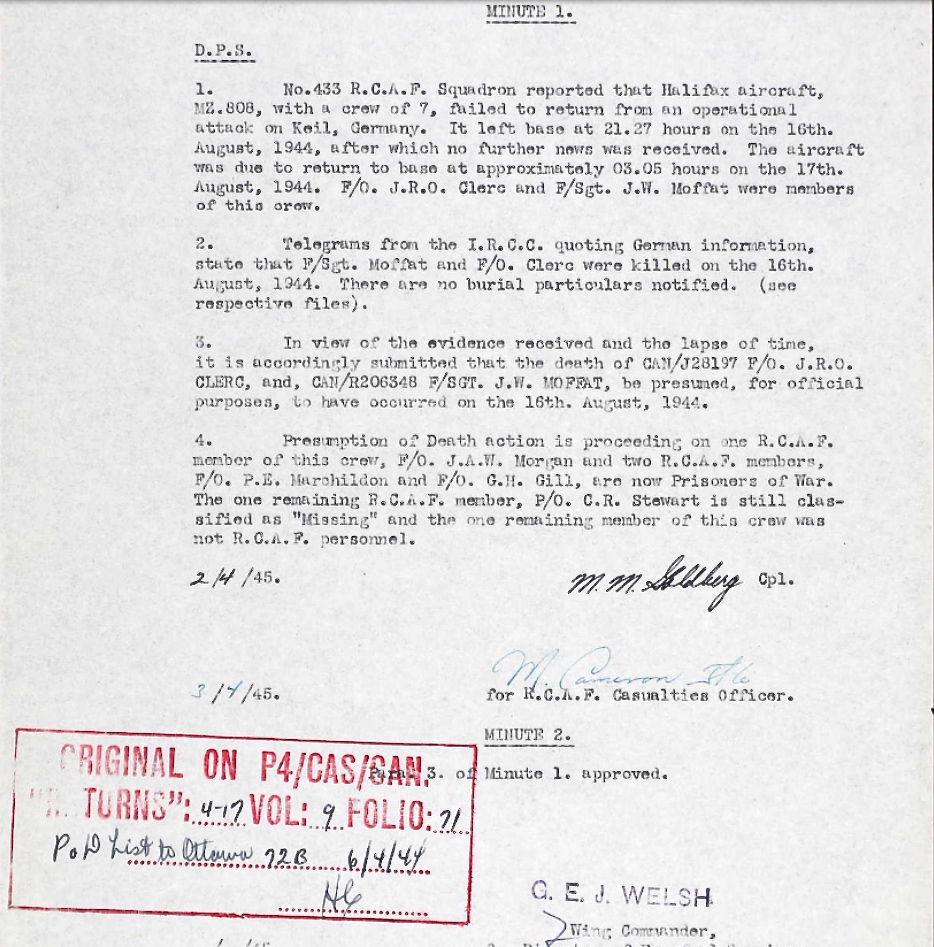 MINUTE 1.
D.P.S.
1. No.433 R.C.A.F. Squadron reported that Halifax aircraft,
MZ.808, with a crew of 7, failed to return from an operational
attack on Keil, Germany. It left base at 21.27 hours on the 16th.
August, 1944, after which no further news was received. The aircraft
was due to return to base at approximately 03.05 hours on the 17th.
August, 1944. F/O. J.R.O. Clerc and F/Sgt. J.W. Moffat were members
of this crew.
2. Telegrams from the I.R.C.C. quoting German information,
state that F/Sgt. Moffat and F/O. Clerc were killed on the 16th.
August, 1944. There are no burial particulars notified. (see
respective files).
3. In view of the evidence received and the lapse of time,
it is accordingly submitted that the death of CAN/J28197 F/O. J.R.O.
CLERC, and, CAN/R206348 F/SGT. J.W. MOFFAT, be presumed, for official
purposes, to have occurred on the 16th. August, 1944.
4. Presumption of Death action is proceeding on one R.C.A.F.
member of this crew, F/O. J.A.W. Morgan and two R.C.A.F. members,
F/O. P.E. Marchildon and F/O. G.H. Gill, are now Prisoners of War.
The one remaining R.C.A.F. member, P/O. C.R. Stewart is still clas-
sified as "Missing" and the one remaining member of this crew was
not R.C.A.F. personnel.
2/4/45. M.M. Goldberg Cpl.
M. Cameron
3/4/45. for R.C.A.F. Casualties Officer.
MINUTE 2.
Para. 3. of Minute 1. approved.
ORIGINAL ON P4/CAS/CAN.
TURNS": 4-17 VOL: 9 FOLIO: 71
PoD List to Ottawa 72B 6/4/44
HG
G. E. J. WELSH
Wing Commander,